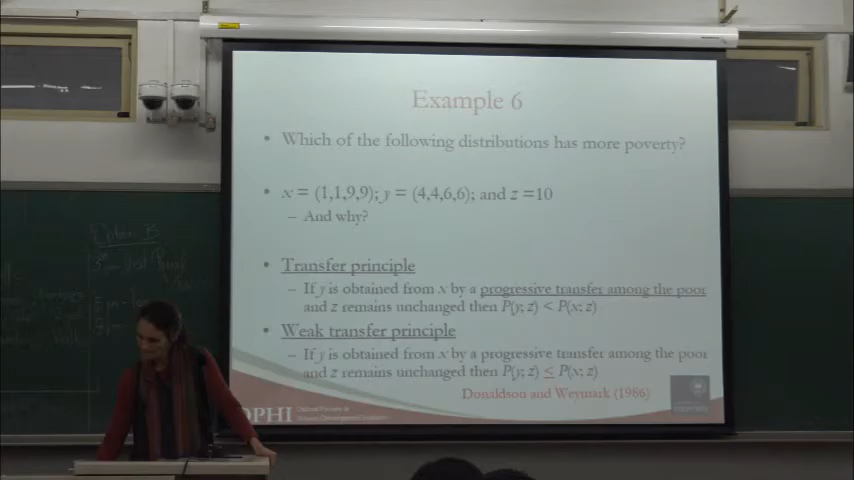 Example 6
• Which of the following distributions has more poverty?
• x = (1,1,9,9); y = (4,4,6,6); and z =10
– And why?
• Transfer principle
– If y is obtained from x by a progressive transfer among the poor
and z remains unchanged then P(y; z) < P(x; z)
• Weak transfer principle
– If y is obtained from x by a progressive transfer among the poor
and z remains unchanged then P(y; z) ≤ P(x; z)
Donaldson and Weymark (1986)
OPHI